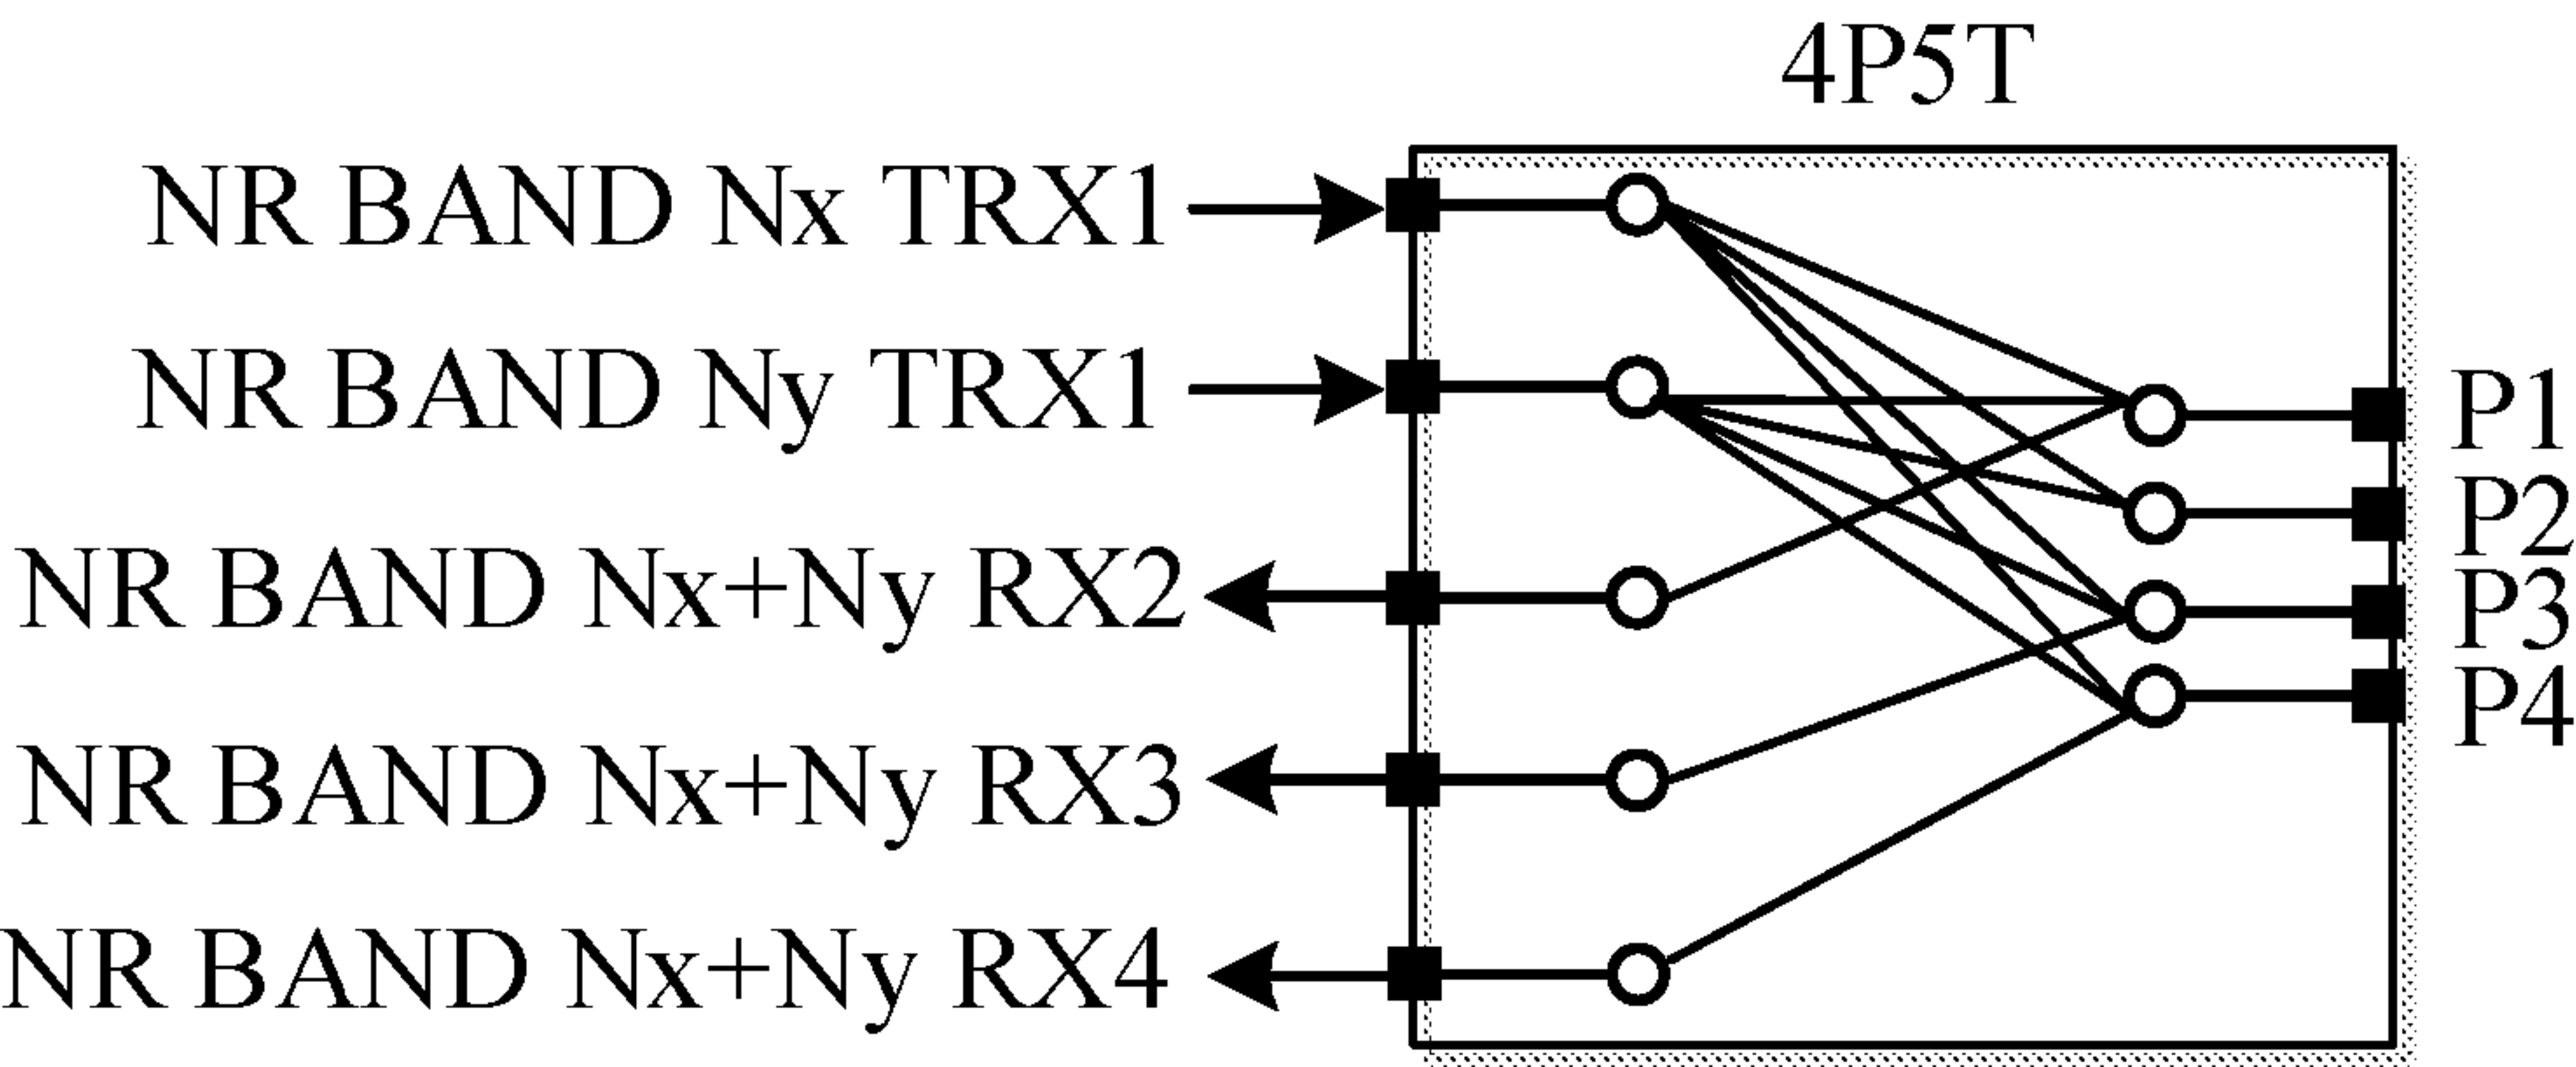 4P5T
NR BAND Nx TRX1
NR BAND Ny TRX1
NR BAND Nx+Ny RX2
NR BAND Nx+Ny RX3
NR BAND Nx+Ny RX4
P1
P2
P3
P4